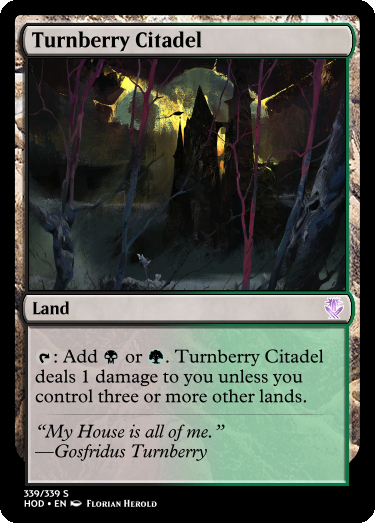 Turnberry Citadel
Land
: Add or . Turnberry Citadel
deals 1 damage to you unless you
control three or more other lands.
“My House is all of me.”
—Gosfridus Turnberry
339/339 S
HOD • EN Florian Herold